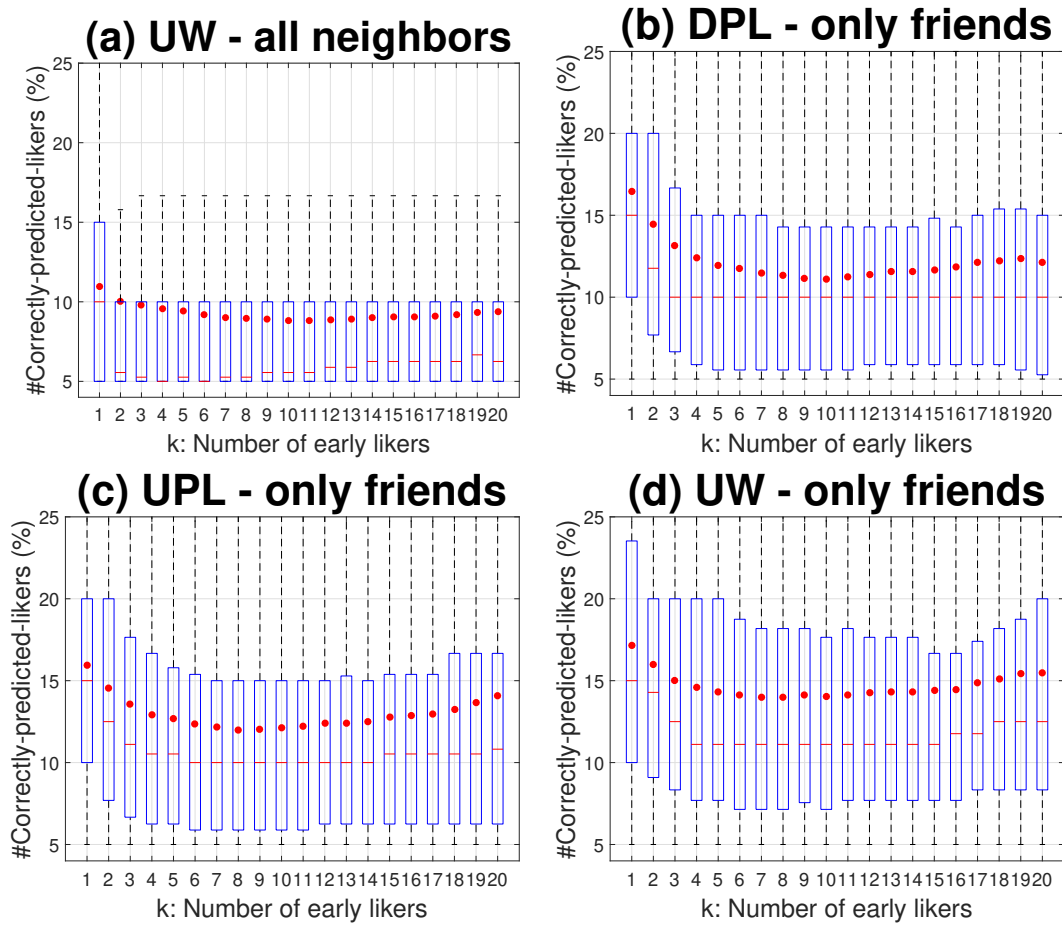 (a) UW - all neighbors
#Correctly-predicted-likers (%)
25
20
15
10
5
1 2 3 4 5 6 7 8 9 10 11 12 13 14 15 16 17 18 19 20
k: Number of early likers
(b) DPL - only friends
#Correctly-predicted-likers (%)
25
20
15
10
5
1 2 3 4 5 6 7 8 9 10 11 12 13 14 15 16 17 18 19 20
k: Number of early likers
(c) UPL - only friends
#Correctly-predicted-likers (%)
25
20
15
10
5
1 2 3 4 5 6 7 8 9 10 11 12 13 14 15 16 17 18 19 20
k: Number of early likers
(d) UW - only friends
#Correctly-predicted-likers (%)
25
20
15
10
5
1 2 3 4 5 6 7 8 9 10 11 12 13 14 15 16 17 18 19 20
k: Number of early likers